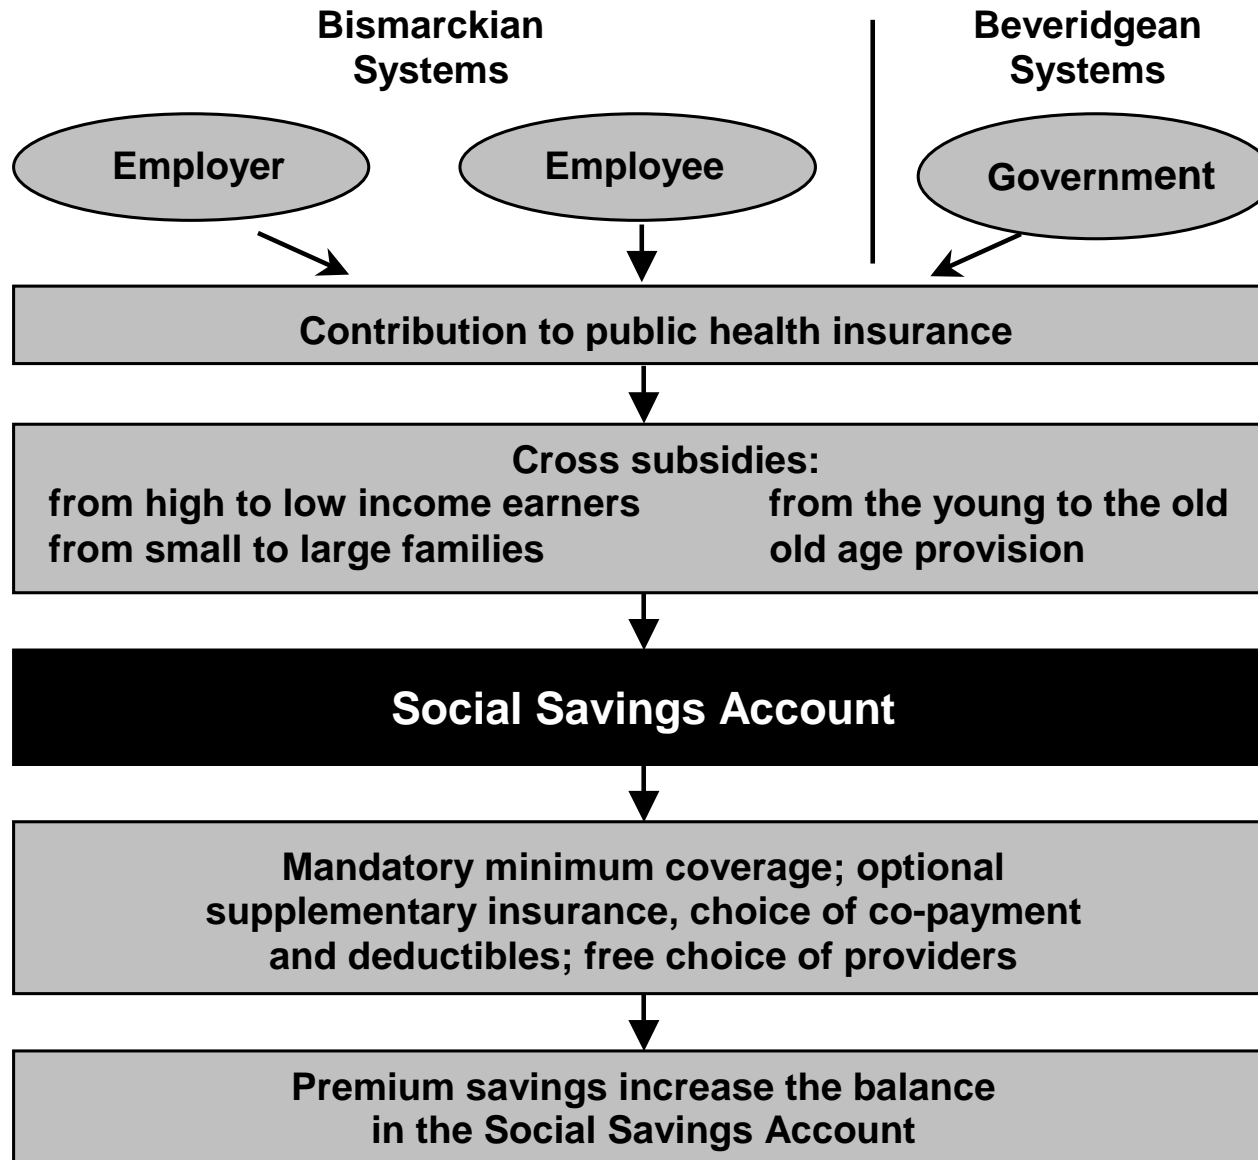 Bismarckian
Systems
Beveridgean
Systems
Employer
Employee
Government
Contribution to public health insurance
Cross subsidies:
from high to low income earners
from the young to the old
from small to large families
old age provision
Social Savings Account
Mandatory minimum coverage; optional
supplementary insurance, choice of co-payment
and deductibles; free choice of providers
Premium savings increase the balance
in the Social Savings Account